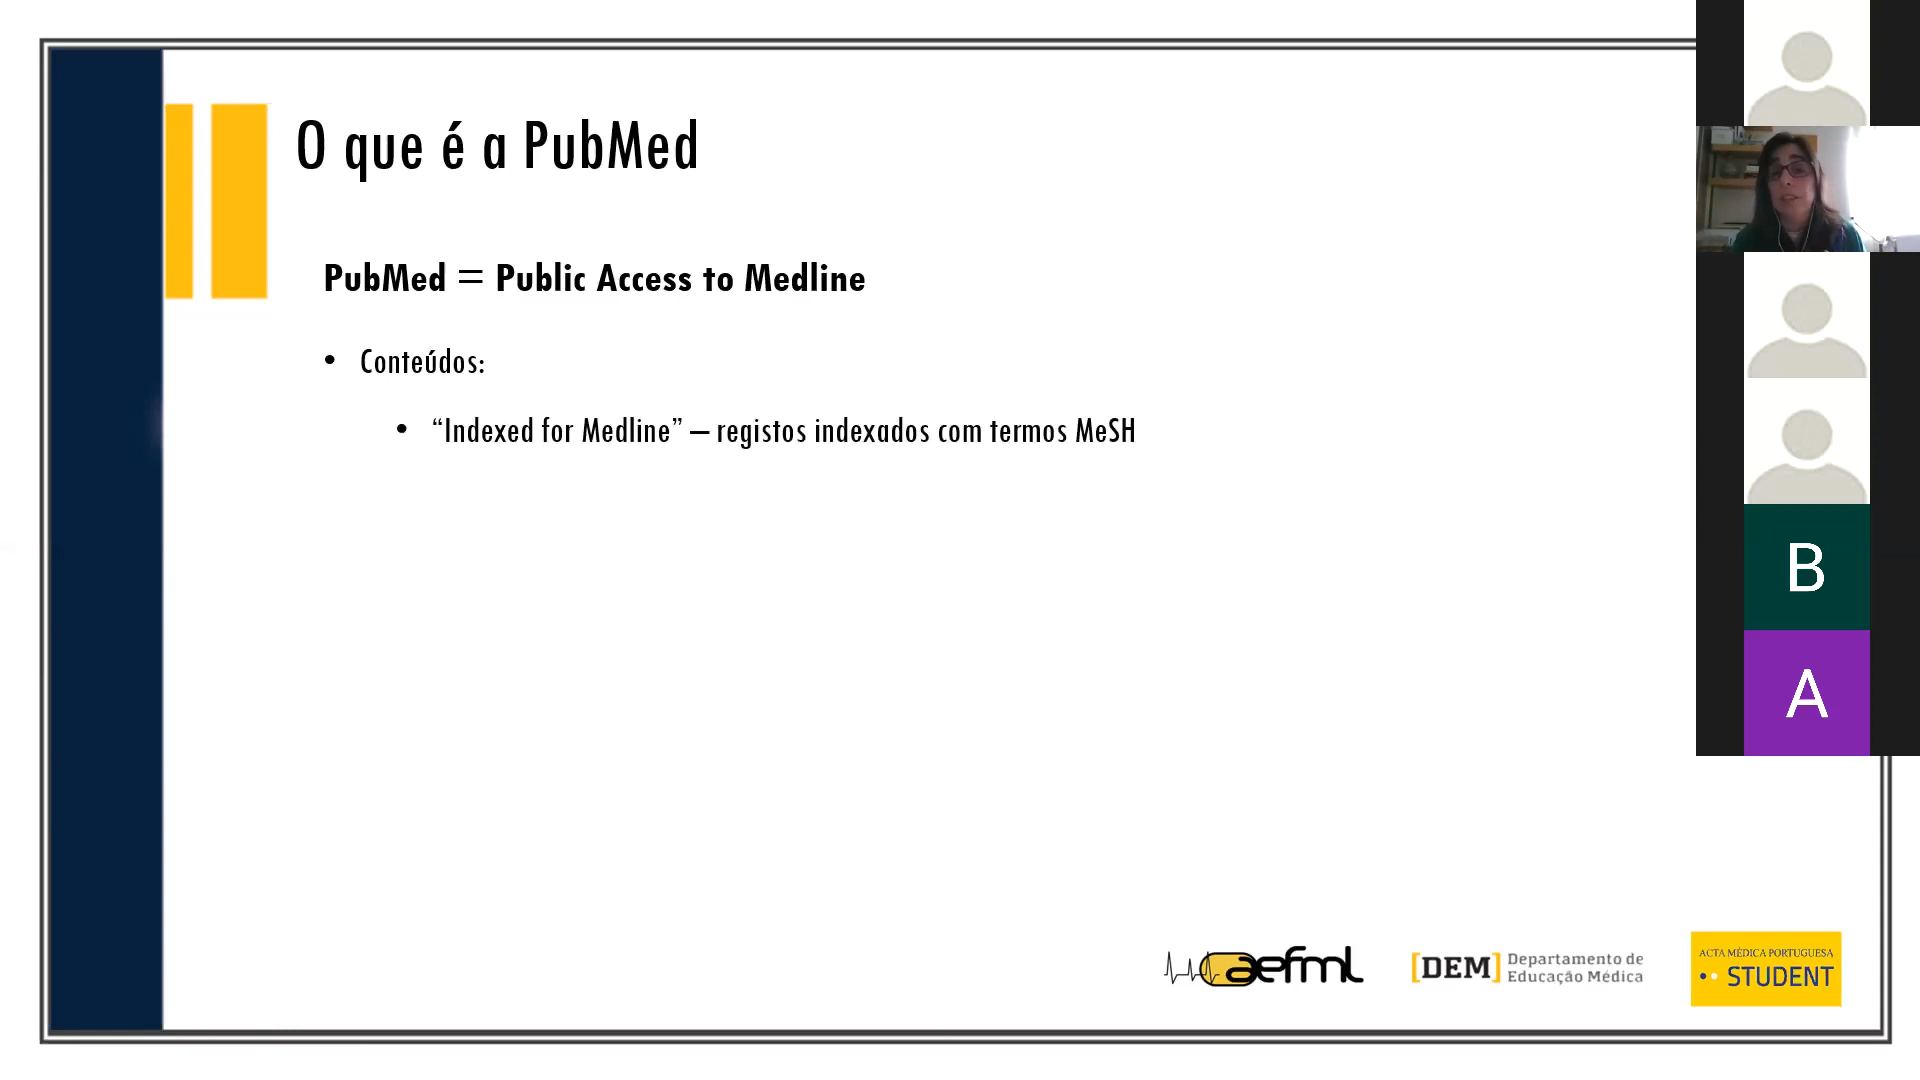 O que é a PubMed
PubMed = Public Access to Medline
• Conteúdos:
• “Indexed for Medline” – registos indexados com termos MeSH
B
A
aefml
[DEM] Departamento de
Educação Médica
ACTA MÉDICA PORTUGUESA
STUDENT